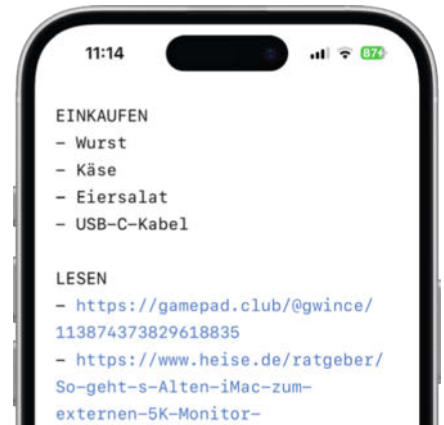 11:14
87
EINKAUFEN
– Wurst
– Käse
– Eiersalat
– USB-C-Kabel
LESEN
– https://gamepad.club/@gwince/
113874373829618835
– https://www.heise.de/ratgeber/
So-geht-s-Alten-iMac-zum-
externen-5K-Monitor-